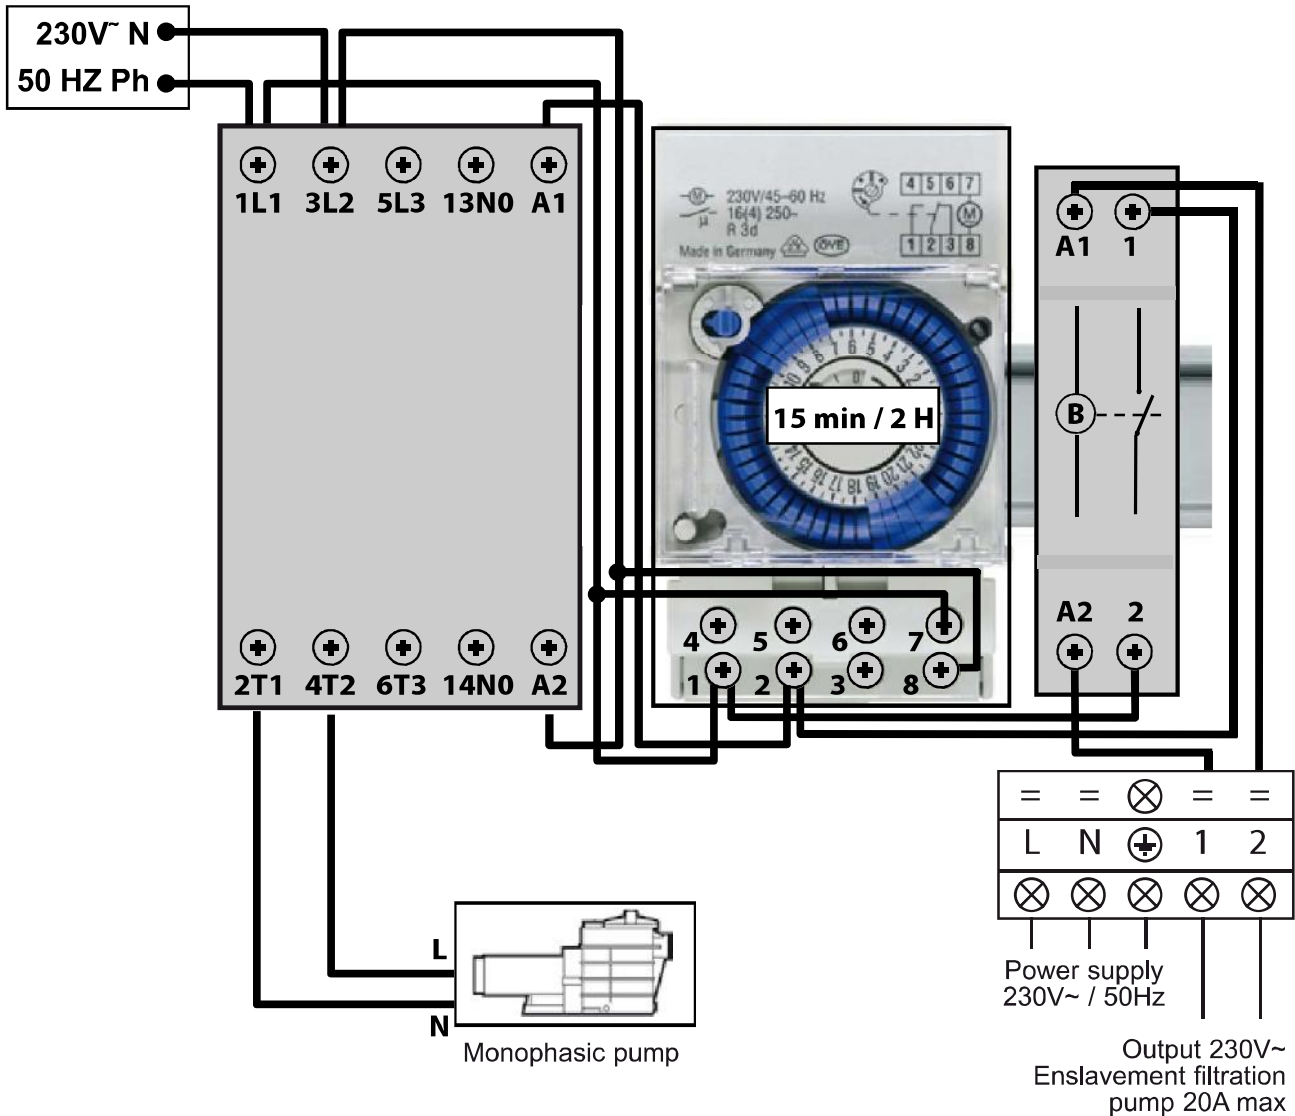 230V~ N
50 HZ Ph
1L1 3L2 5L3 13N0 A1
2T1 4T2 6T3 14N0 A2
M 230V/45–60 Hz
16(4) 250~
µ
R 3d
Made in Germany
ÖVE
4 5 6 7
M
1 2 3 8
15 min / 2 H
4 5 6 7
1 2 3 8
A1 1
B
A2 2
= = = =
L N 1 2
Power supply
230V~ / 50Hz
Output 230V~
Enslavement filtration
pump 20A max
L
N
Monophasic pump